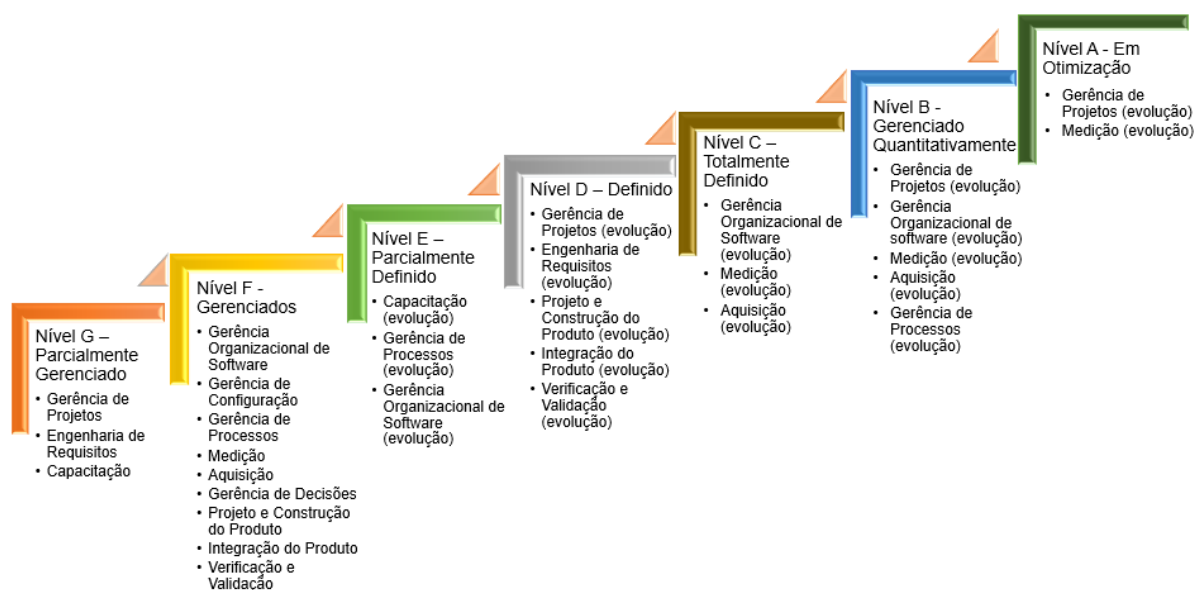 Nível G –
Parcialmente
Gerenciado
• Gerência de
Projetos
• Engenharia de
Requisitos
• Capacitação
Nível F -
Gerenciados
• Gerência
Organizacional de
Software
• Gerência de
Configuração
• Gerência de
Processos
• Medição
• Aquisição
• Gerência de Decisões
• Projeto e Construção
do Produto
• Integração do Produto
• Verificação e
Validação
Nível E –
Parcialmente
Definido
• Capacitação
(evolução)
• Gerência de
Processos
(evolução)
• Gerência
Organizacional de
Software
(evolução)
Nível D – Definido
• Gerência de
Projetos (evolução)
• Engenharia de
Requisitos
(evolução)
• Projeto e
Construção do
Produto (evolução)
• Integração do
Produto (evolução)
• Verificação e
Validação
(evolução)
Nível C –
Totalmente
Definido
• Gerência
Organizacional de
Software
(evolução)
• Medição
(evolução)
• Aquisição
(evolução)
Nível B -
Gerenciado
Quantitativamente
• Gerência de
Projetos (evolução)
• Gerência
Organizacional de
software (evolução)
• Medição (evolução)
• Aquisição
(evolução)
• Gerência de
Processos
(evolução)
Nível A - Em
Otimização
• Gerência de
Projetos (evolução)
• Medição (evolução)